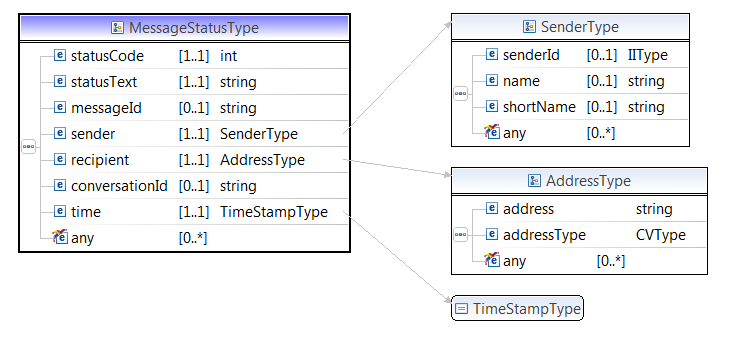 MessageStatusType
statusCode [1..1] int
statusText [1..1] string
messageId [0..1] string
sender [1..1] SenderType
recipient [1..1] AddressType
conversationId [0..1] string
time [1..1] TimeStampType
any [0..*]
SenderType
senderId [0..1] IIType
name [0..1] string
shortName [0..1] string
any [0..*]
AddressType
address string
addressType CVType
any [0..*]
TimeStampType